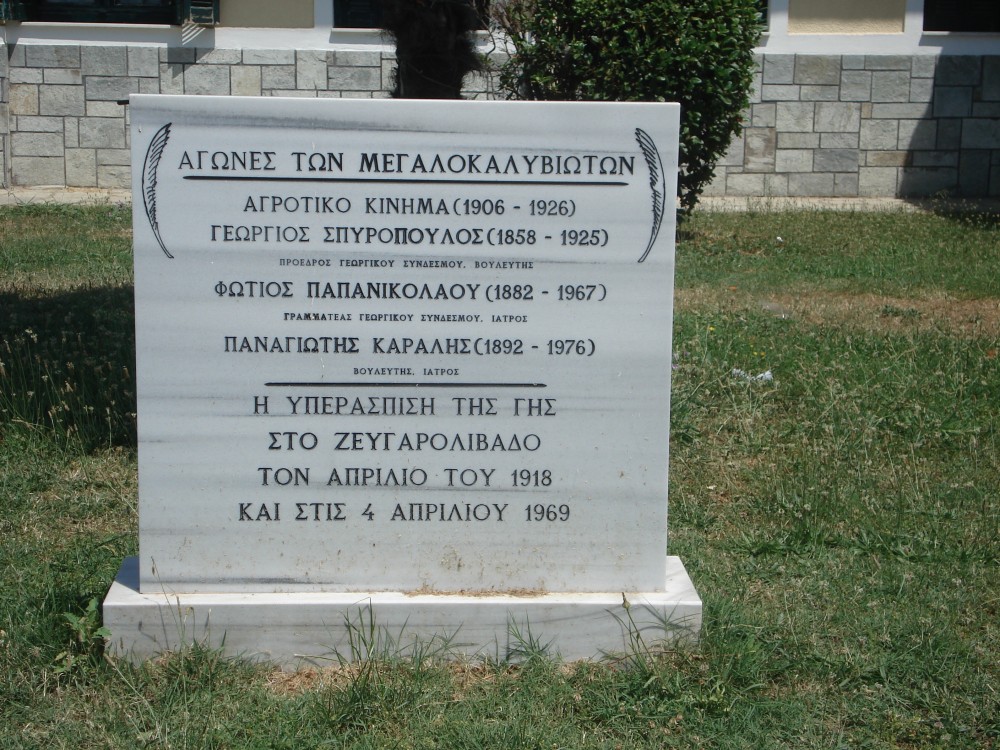 ΑΓΩΝΕΣ ΤΩΝ ΜΕΓΑΛΟΚΑΛΥΒΙΩΤΩΝ
ΑΓΡΟΤΙΚΟ ΚΙΝΗΜΑ (1906 - 1926)
ΓΕΩΡΓΙΟΣ ΣΠΥΡΟΠΟΥΛΟΣ (1858 - 1925)
ΠΡΟΕΔΡΟΣ ΓΕΩΡΓΙΚΟΥ ΣΥΝΔΕΣΜΟΥ, ΒΟΥΛΕΥΤΗΣ
ΦΩΤΙΟΣ ΠΑΠΑΝΙΚΟΛΑΟΥ (1882 - 1967)
ΓΡΑΜΜΑΤΕΑΣ ΓΕΩΡΓΙΚΟΥ ΣΥΝΔΕΣΜΟΥ, ΙΑΤΡΟΣ
ΠΑΝΑΓΙΩΤΗΣ ΚΑΡΑΛΗΣ (1892 - 1976)
ΒΟΥΛΕΥΤΗΣ, ΙΑΤΡΟΣ
Η ΥΠΕΡΑΣΠΙΣΗ ΤΗΣ ΓΗΣ
ΣΤΟ ΖΕΥΓΑΡΟΛΙΒΑΔΟ
ΤΟΝ ΑΠΡΙΛΙΟ ΤΟΥ 1918
ΚΑΙ ΣΤΙΣ 4 ΑΠΡΙΛΙΟΥ 1969